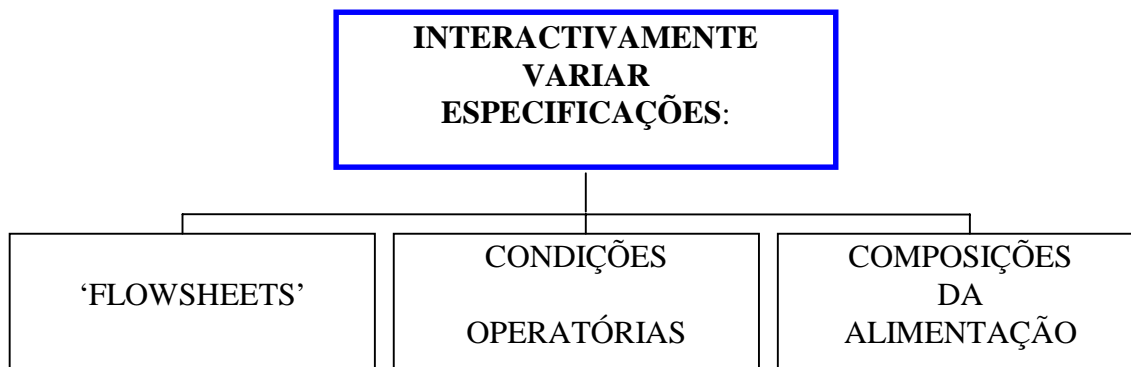 INTERACTIVAMENTE
VARIAR
ESPECIFICAÇÕES:
‘FLOWSHEETS’
CONDIÇÕES
OPERATÓRIAS
COMPOSIÇÕES
DA
ALIMENTAÇÃO